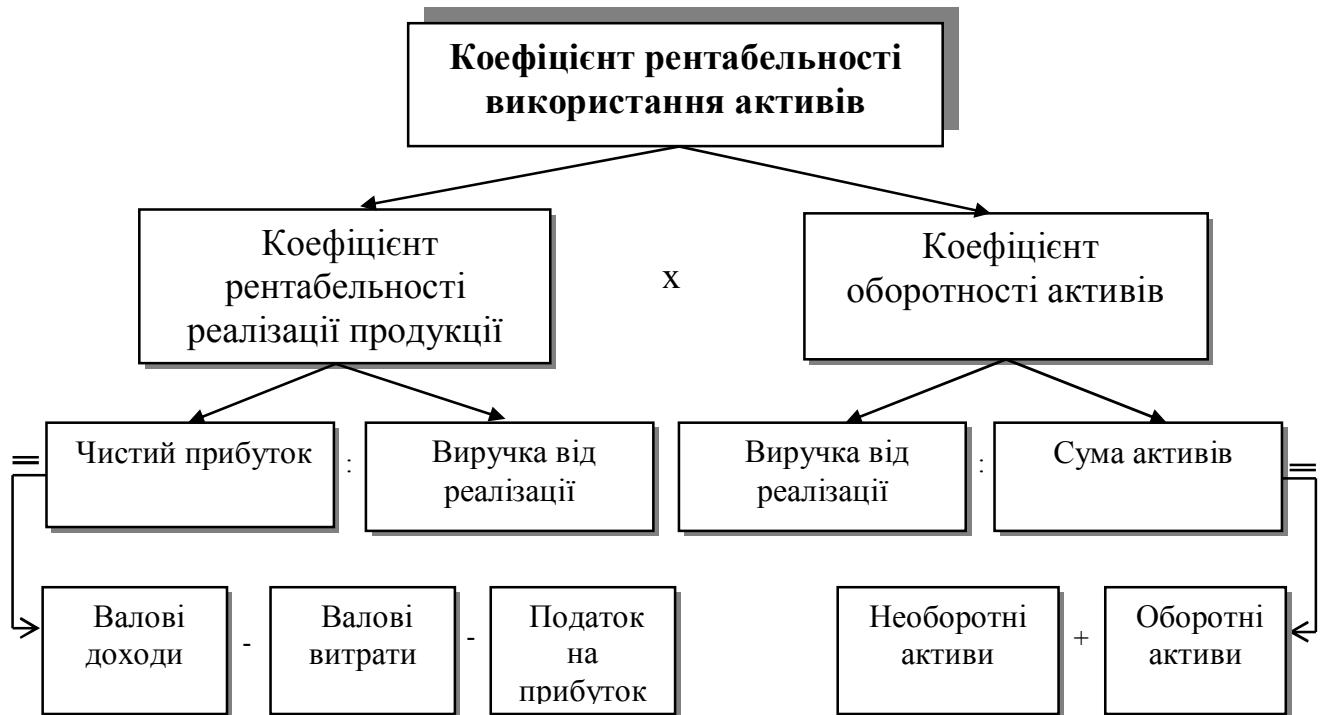 Коефіцієнт рентабельності
використання активів
Коефіцієнт
рентабельності
реалізації продукції
х
Коефіцієнт
оборотності активів
=
Чистий прибуток
:
Виручка від
реалізації
Виручка від
реалізації
:
Сума активів
=
Валові
доходи
-
Валові
витрати
-
Податок
на
прибуток
Необоротні
активи
+
Оборотні
активи